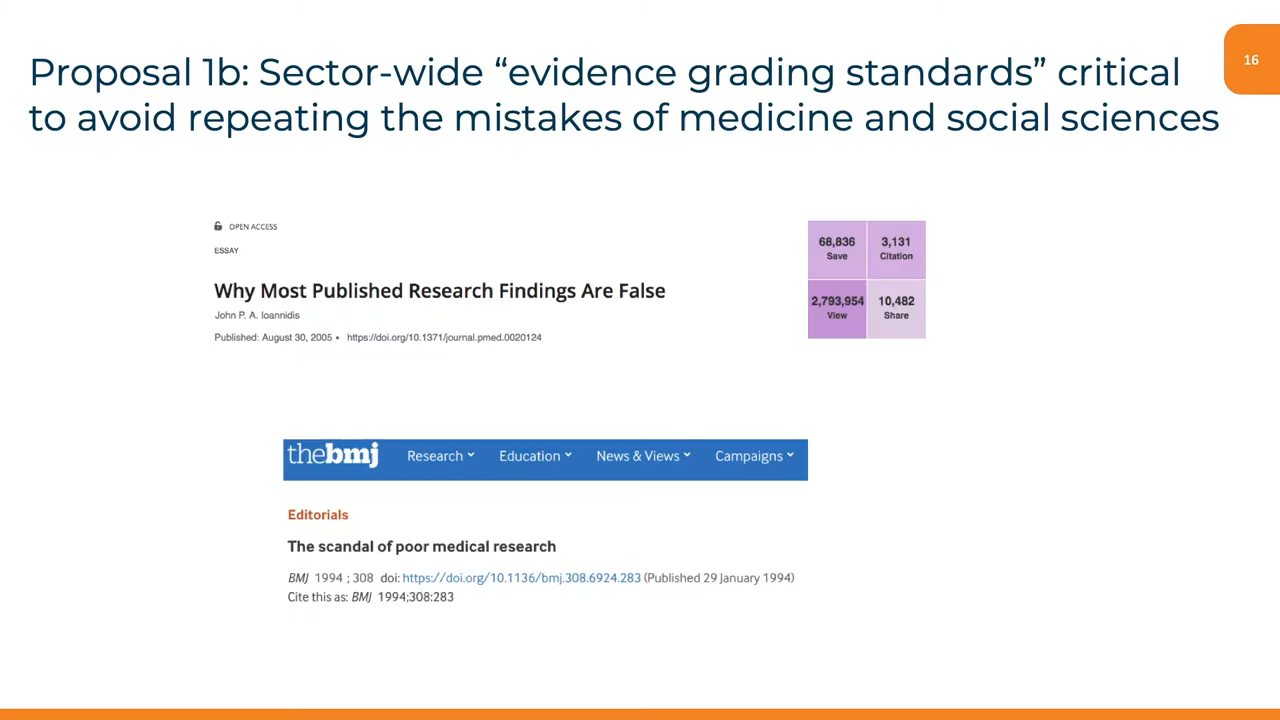 Proposal 1b: Sector-wide “evidence grading standards” critical
to avoid repeating the mistakes of medicine and social sciences
16
OPEN ACCESS
ESSAY
Why Most Published Research Findings Are False
John P. A. Ioannidis
Published: August 30, 2005 • https://doi.org/10.1371/journal.pmed.0020124
68,836
Save
3,131
Citation
2,793,954
View
10,482
Share
thebmj Research Education News & Views Campaigns
Editorials
The scandal of poor medical research
BMJ 1994 ; 308 doi: https://doi.org/10.1136/bmj.308.6924.283 (Published 29 January 1994)
Cite this as: BMJ 1994;308:283